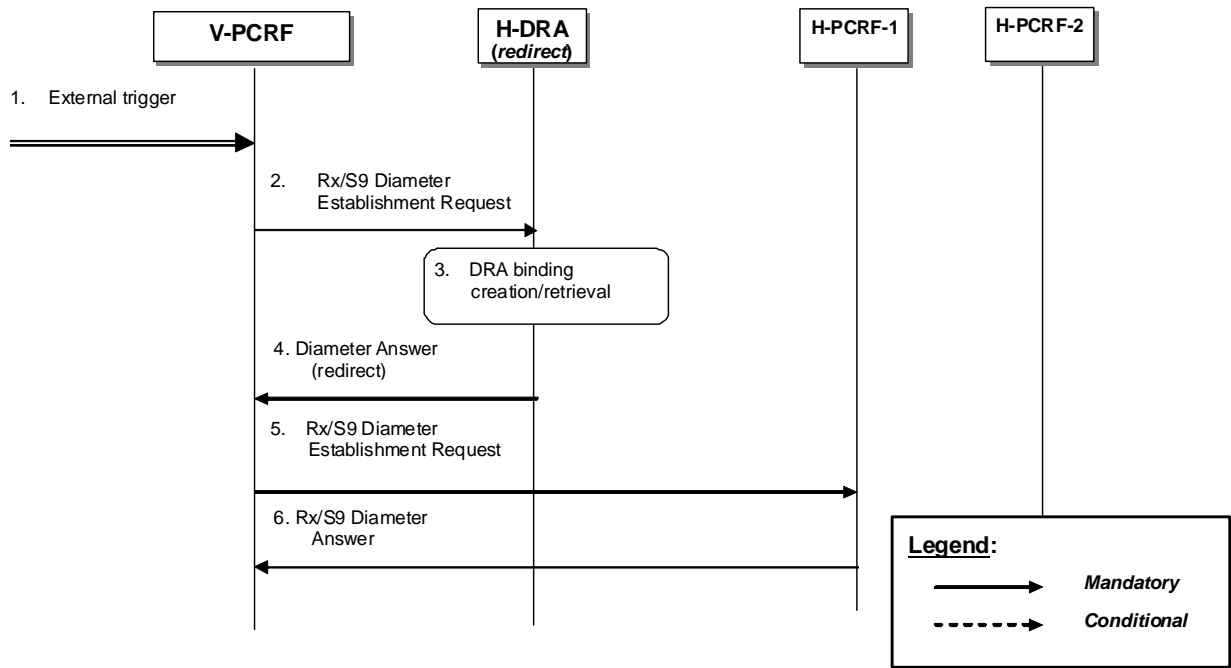 V-PCRF
H-DRA
(redirect)
H-PCRF-1
H-PCRF-2
1. External trigger
2. Rx/S9 Diameter
Establishment Request
3. DRA binding
creation/retrieval
4. Diameter Answer
(redirect)
5. Rx/S9 Diameter
Establishment Request
6. Rx/S9 Diameter
Answer
Legend:
Mandatory
Conditional